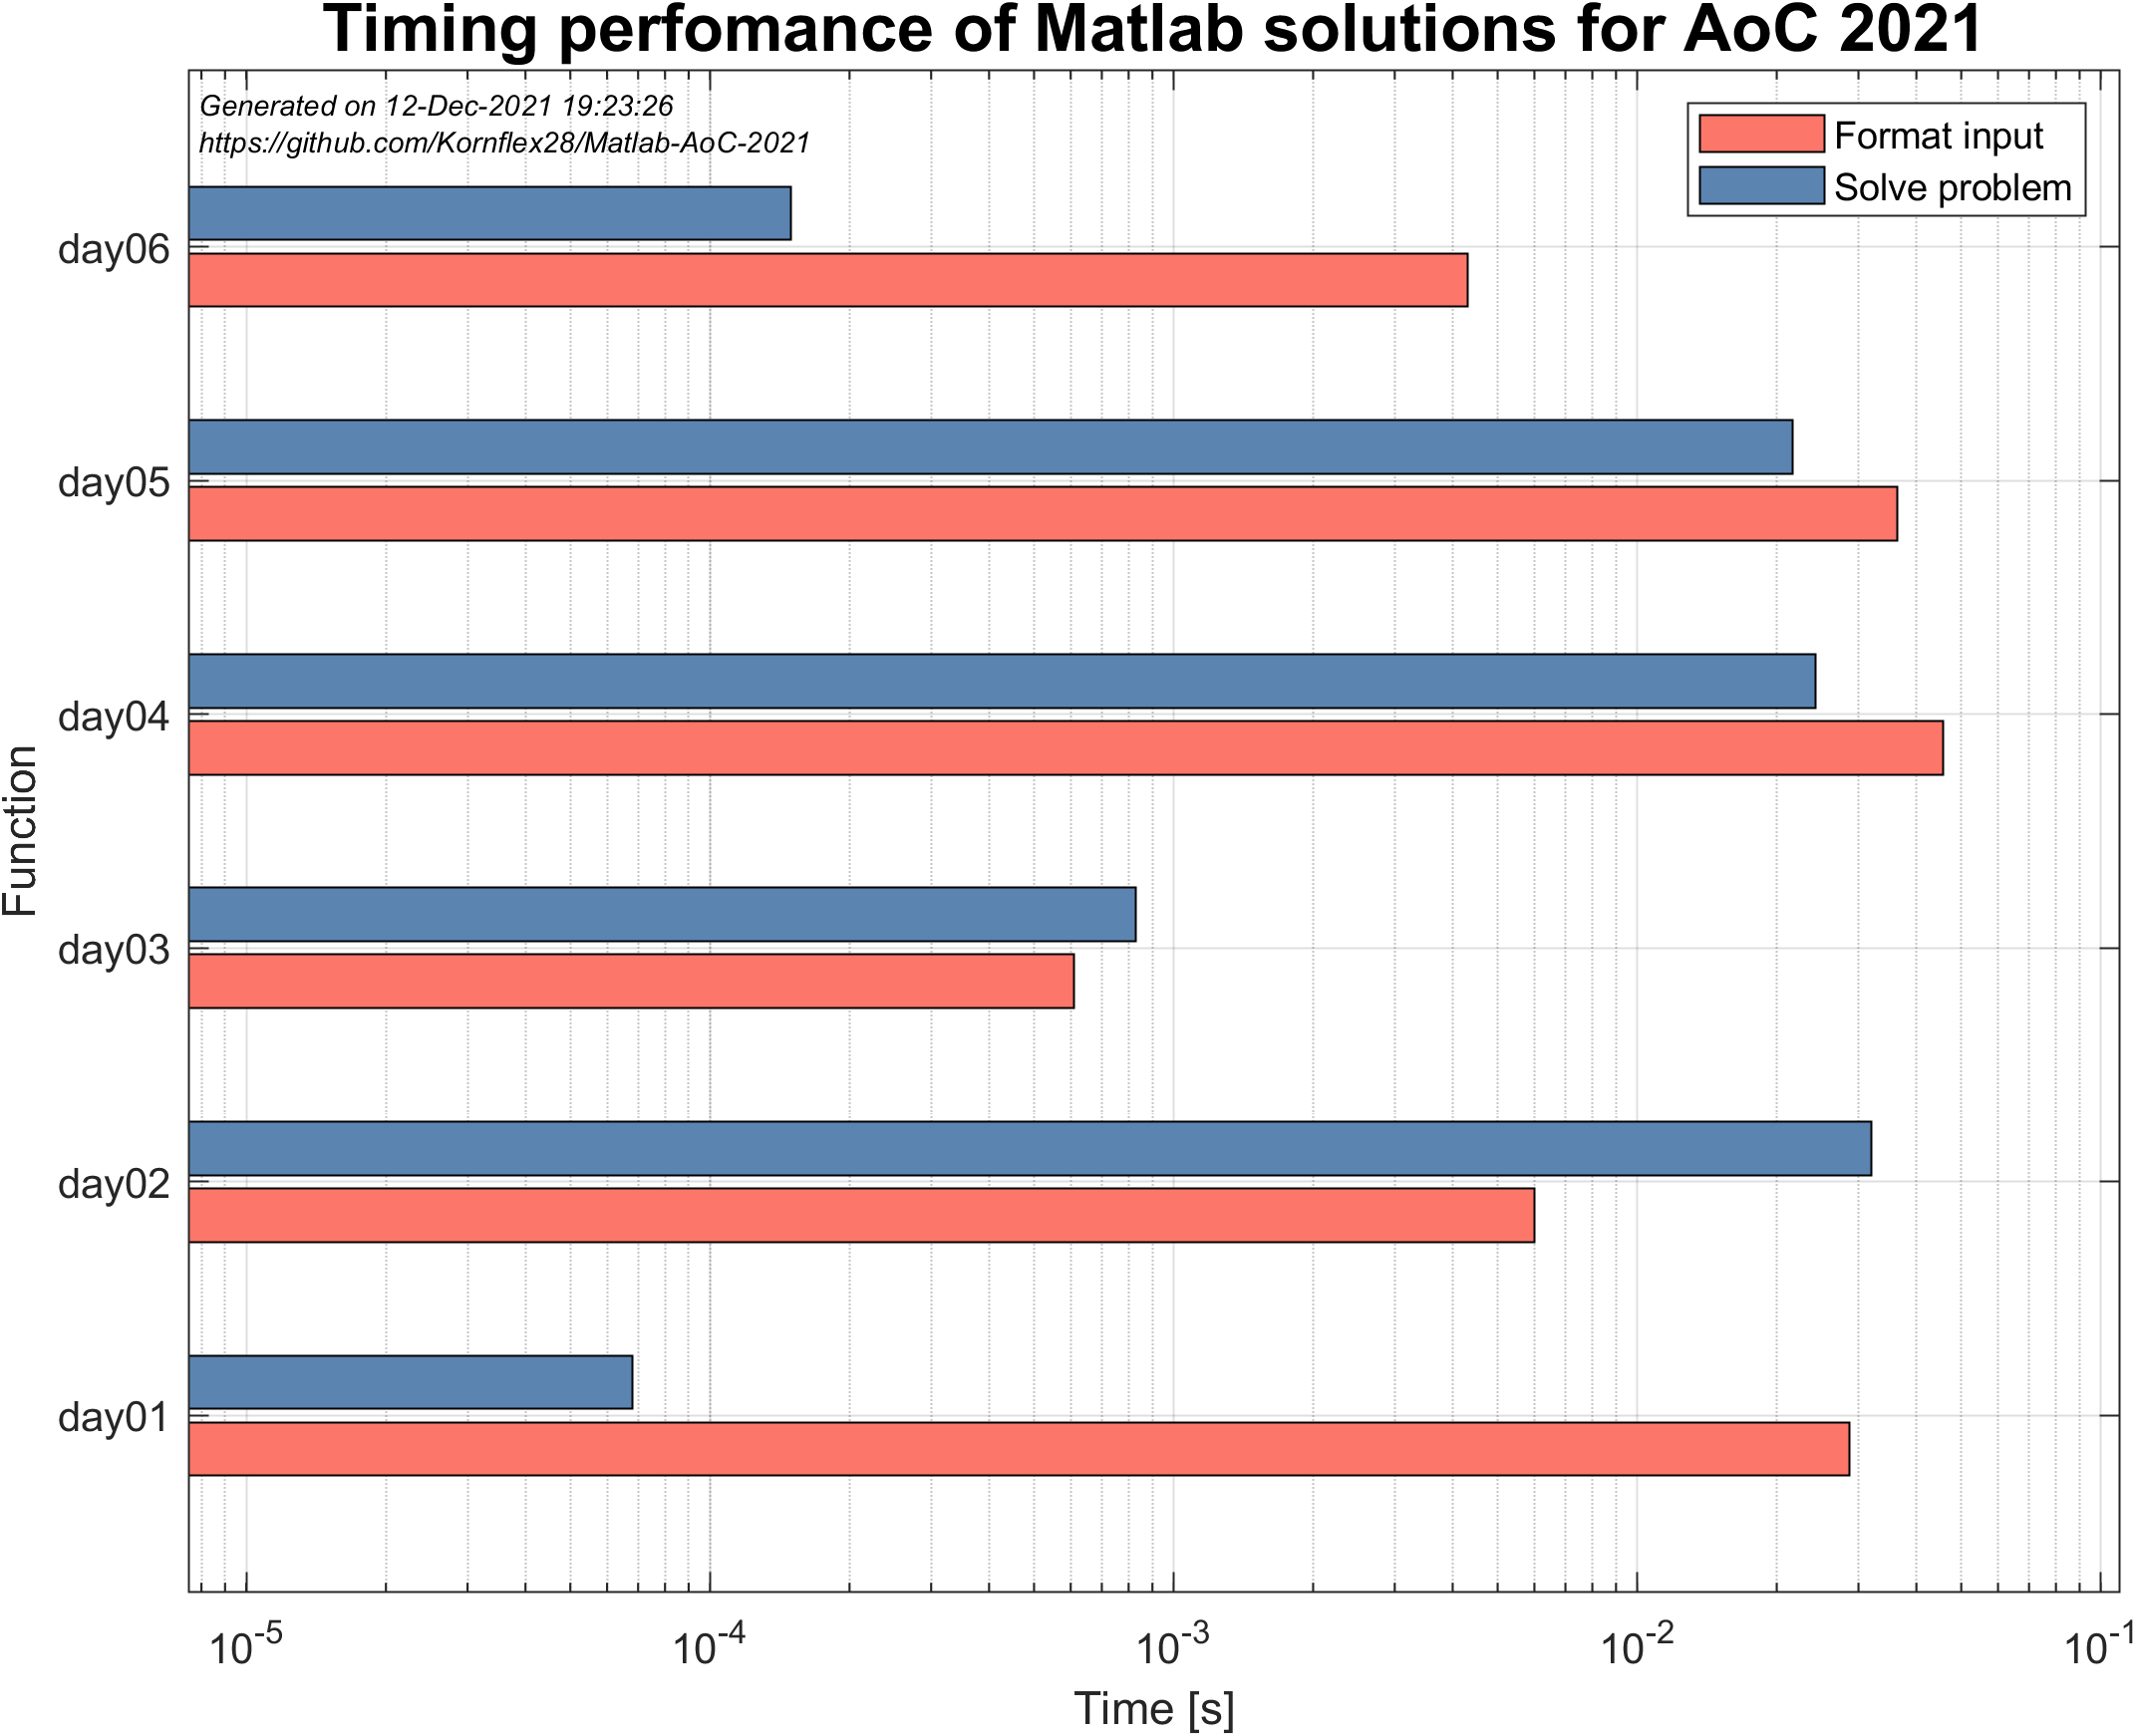 Timing perfomance of Matlab solutions for AoC 2021
Generated on 12-Dec-2021 19:23:26
https://github.com/Kornflex28/Matlab-AoC-2021
Format input
Solve problem
day06
day05
day04
day03
day02
day01
Function
10^-5 10^-4 10^-3 10^-2 10^-1
Time [s]